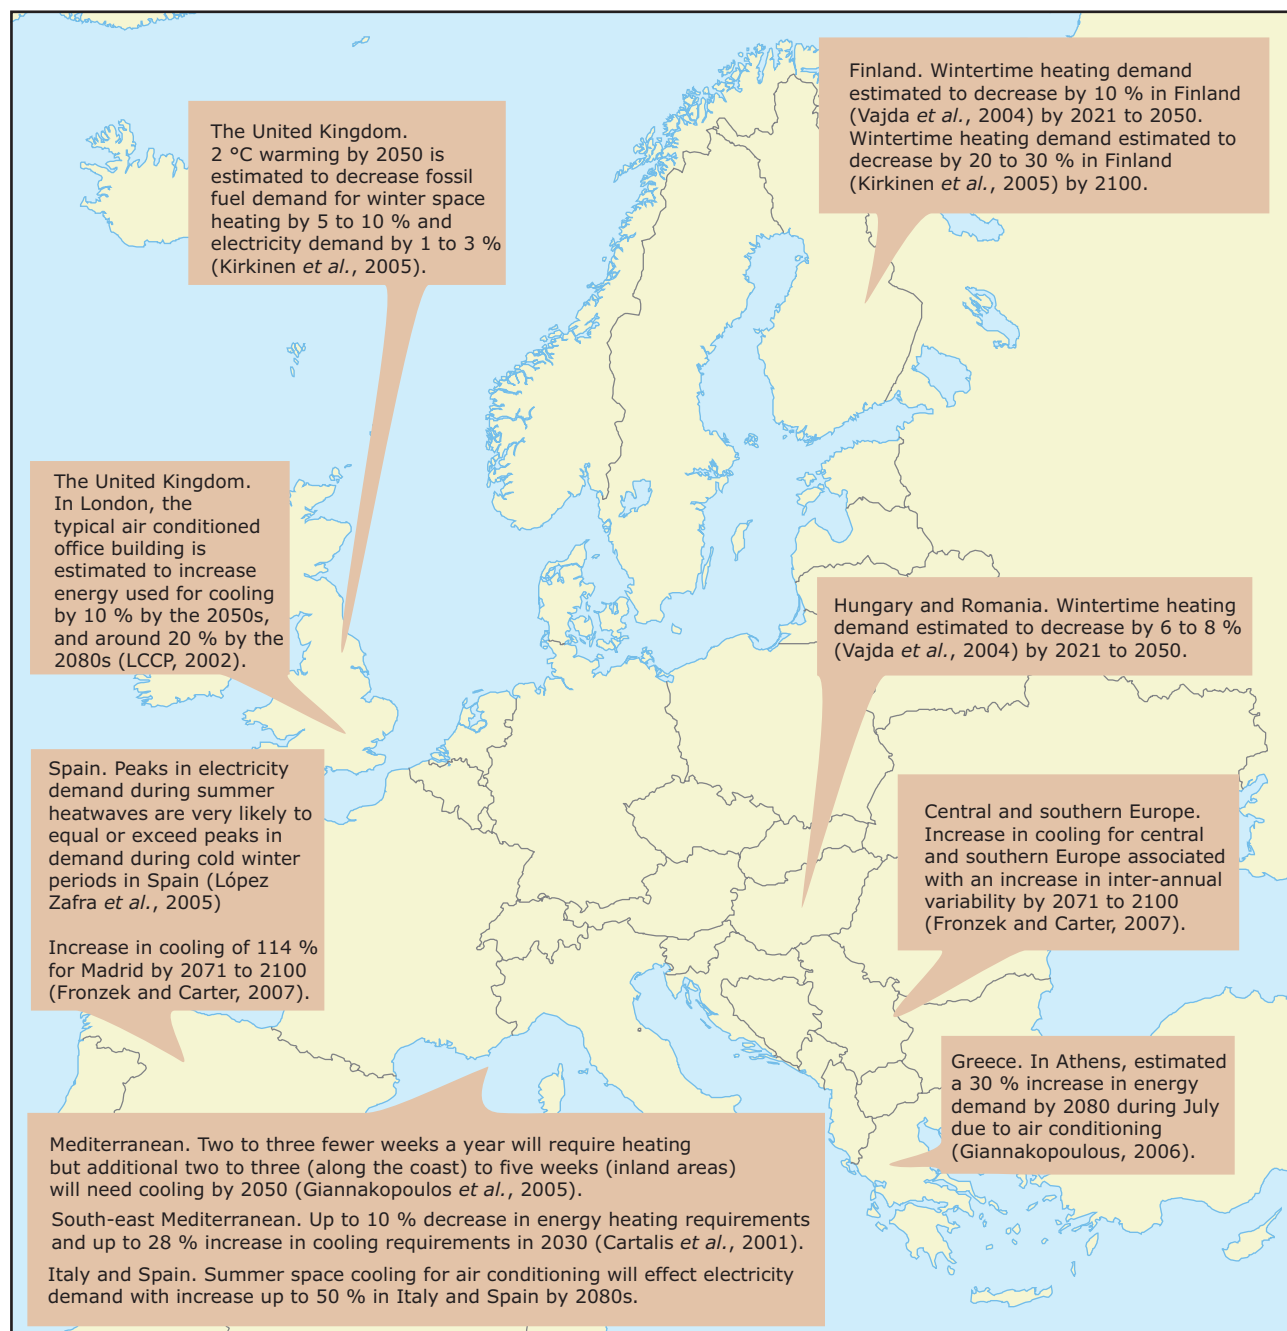 Finland. Wintertime heating demand
estimated to decrease by 10 % in Finland
(Vajda et al., 2004) by 2021 to 2050.
Wintertime heating demand estimated to
decrease by 20 to 30 % in Finland
(Kirkinen et al., 2005) by 2100.
The United Kingdom.
2 °C warming by 2050 is
estimated to decrease fossil
fuel demand for winter space
heating by 5 to 10 % and
electricity demand by 1 to 3 %
(Kirkinen et al., 2005).
The United Kingdom.
In London, the
typical air conditioned
office building is
estimated to increase
energy used for cooling
by 10 % by the 2050s,
and around 20 % by the
2080s (LCCP, 2002).
Hungary and Romania. Wintertime heating
demand estimated to decrease by 6 to 8 %
(Vajda et al., 2004) by 2021 to 2050.
Spain. Peaks in electricity
demand during summer
heatwaves are very likely to
equal or exceed peaks in
demand during cold winter
periods in Spain (López
Zafra et al., 2005)
Increase in cooling of 114 %
for Madrid by 2071 to 2100
(Fronzek and Carter, 2007).
Central and southern Europe.
Increase in cooling for central
and southern Europe associated
with an increase in inter-annual
variability by 2071 to 2100
(Fronzek and Carter, 2007).
Greece. In Athens, estimated
a 30 % increase in energy
demand by 2080 during July
due to air conditioning
(Giannakopoulous, 2006).
Mediterranean. Two to three fewer weeks a year will require heating
but additional two to three (along the coast) to five weeks (inland areas)
will need cooling by 2050 (Giannakopoulos et al., 2005).
South-east Mediterranean. Up to 10 % decrease in energy heating requirements
and up to 28 % increase in cooling requirements in 2030 (Cartalis et al., 2001).
Italy and Spain. Summer space cooling for air conditioning will effect electricity
demand with increase up to 50 % in Italy and Spain by 2080s.